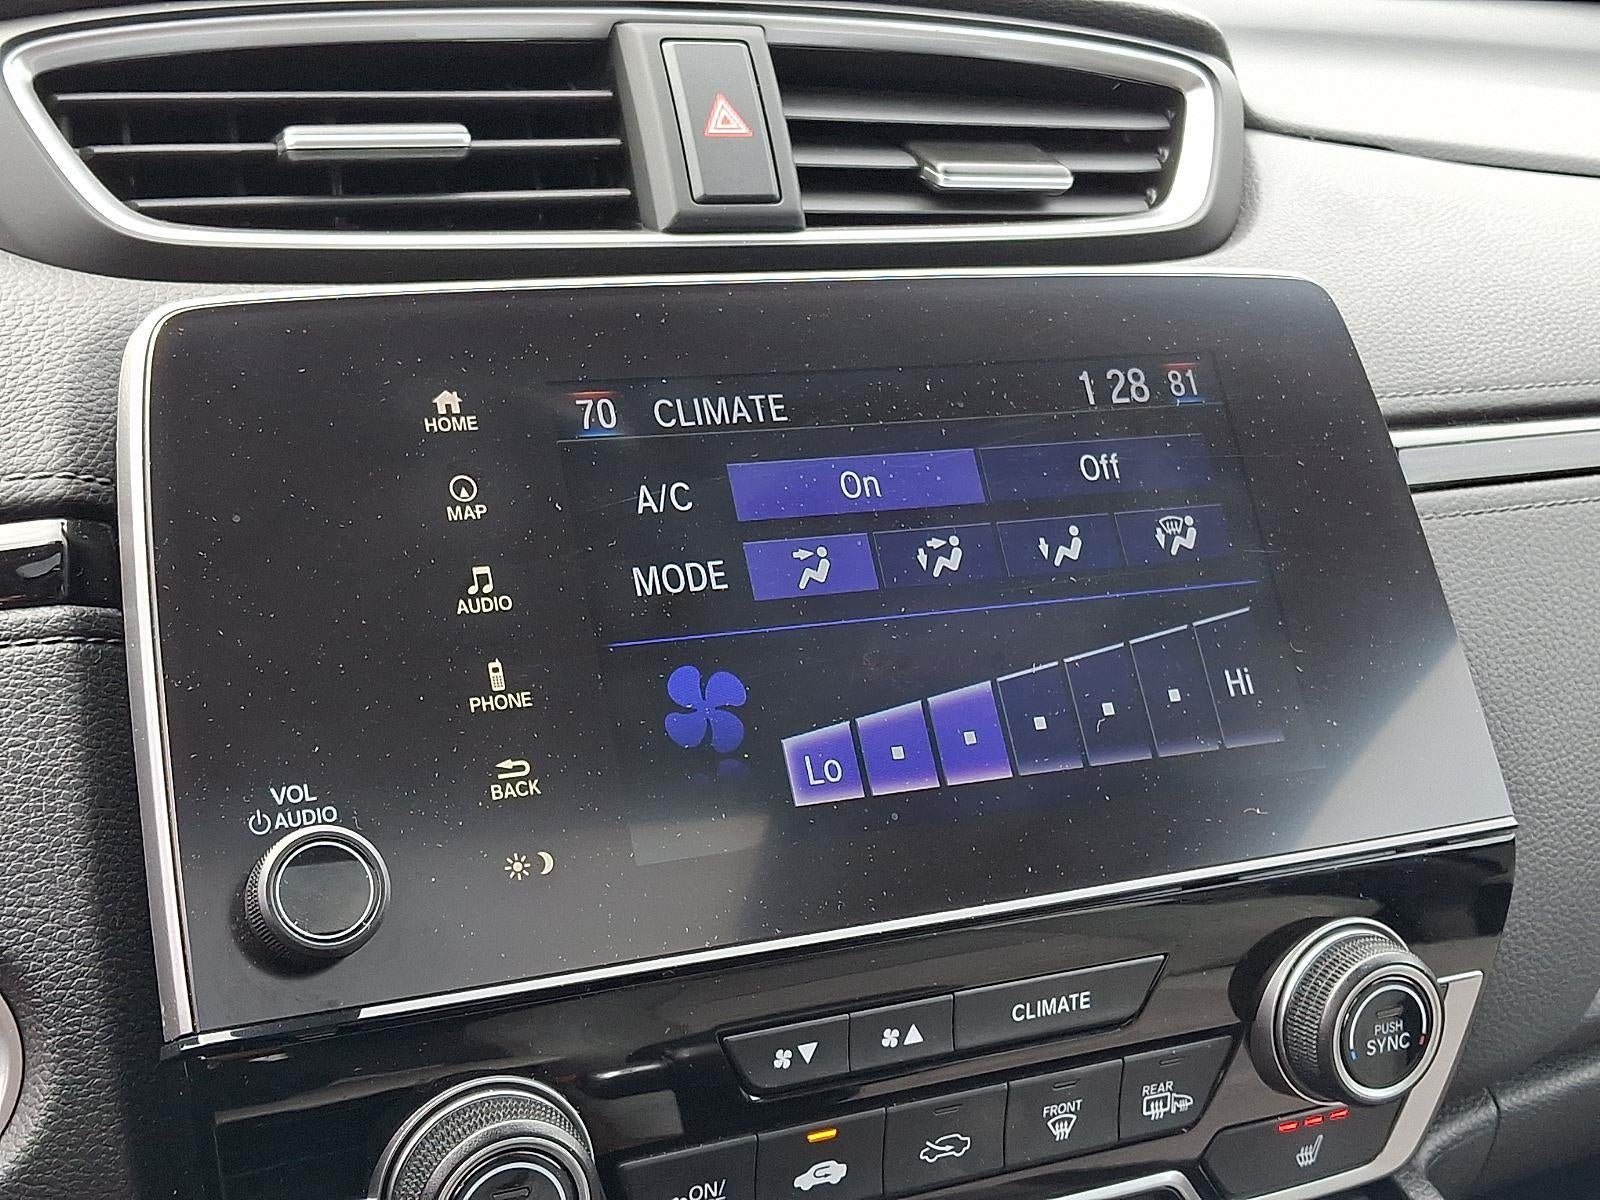 70 CLIMATE 1 28 81
HOME
A/C On Off
MAP
MODE
AUDIO
PHONE
Lo Hi
BACK
VOL
AUDIO
CLIMATE
PUSH
SYNC
FRONT
REAR
ON/